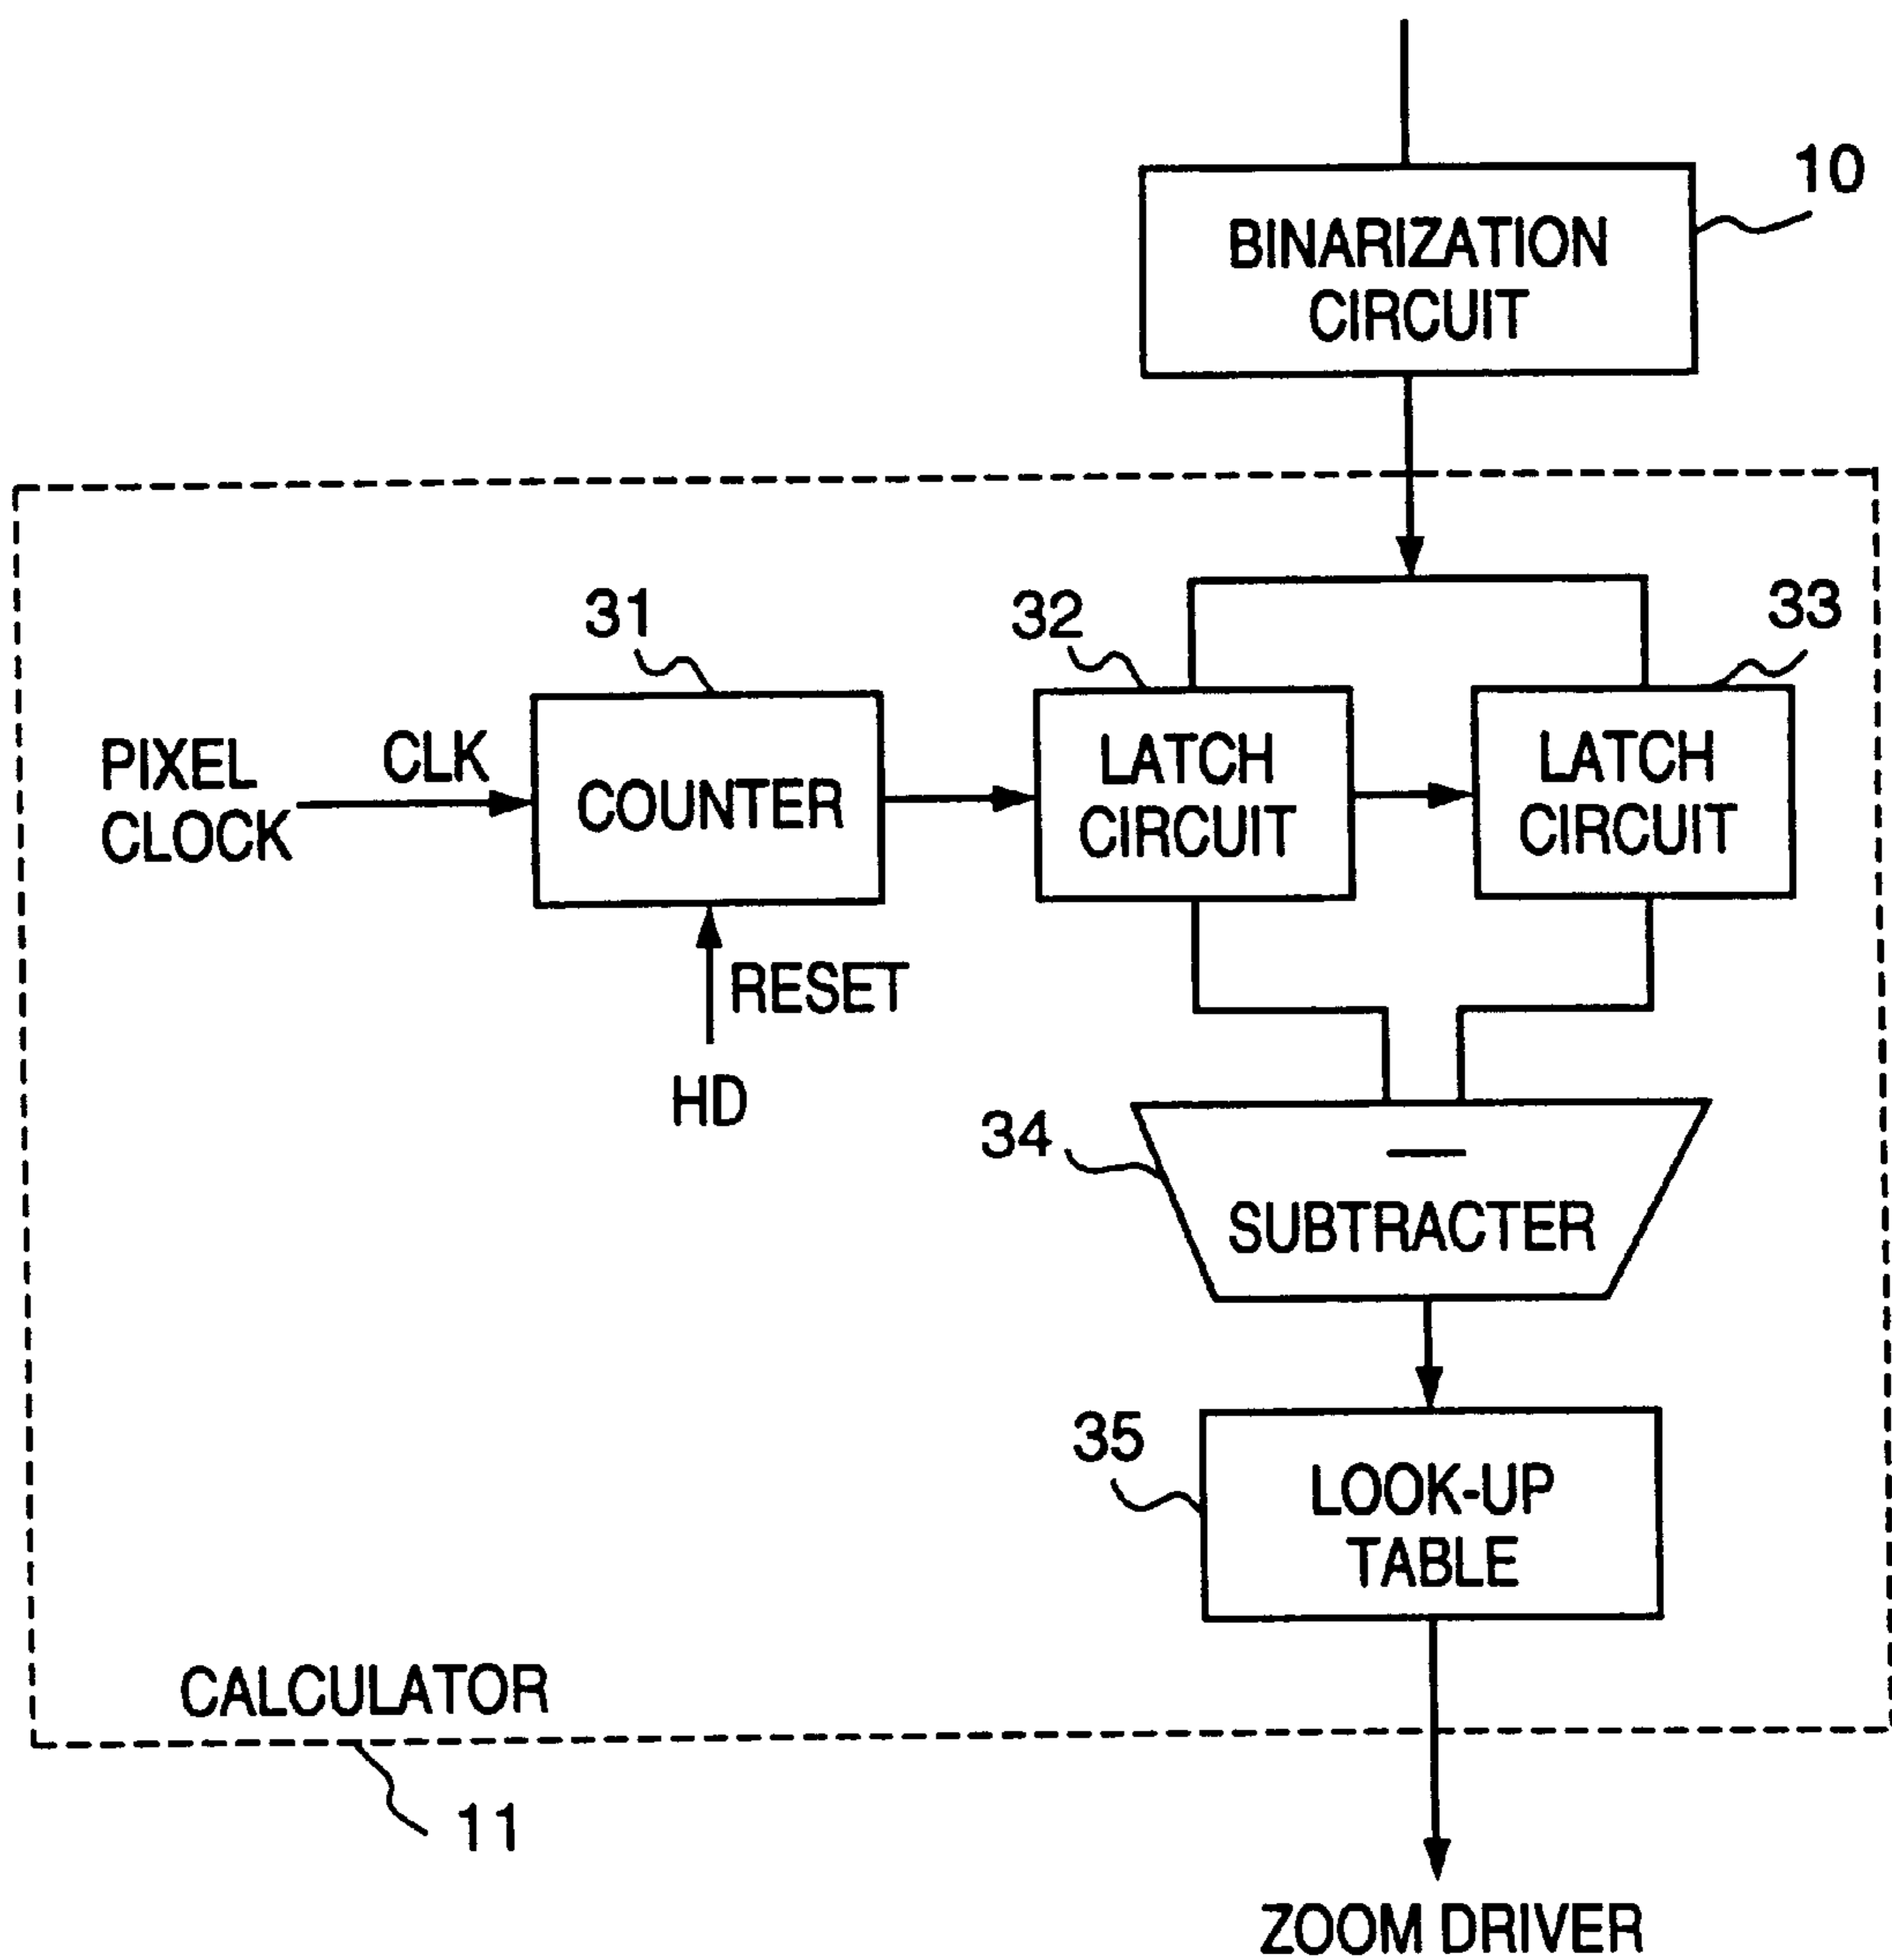 10
BINARIZATION
CIRCUIT
31
32
33
PIXEL
CLOCK
CLK
COUNTER
LATCH
CIRCUIT
LATCH
CIRCUIT
RESET
HD
34
—
SUBTRACTER
35
LOOK-UP
TABLE
CALCULATOR
11
ZOOM DRIVER